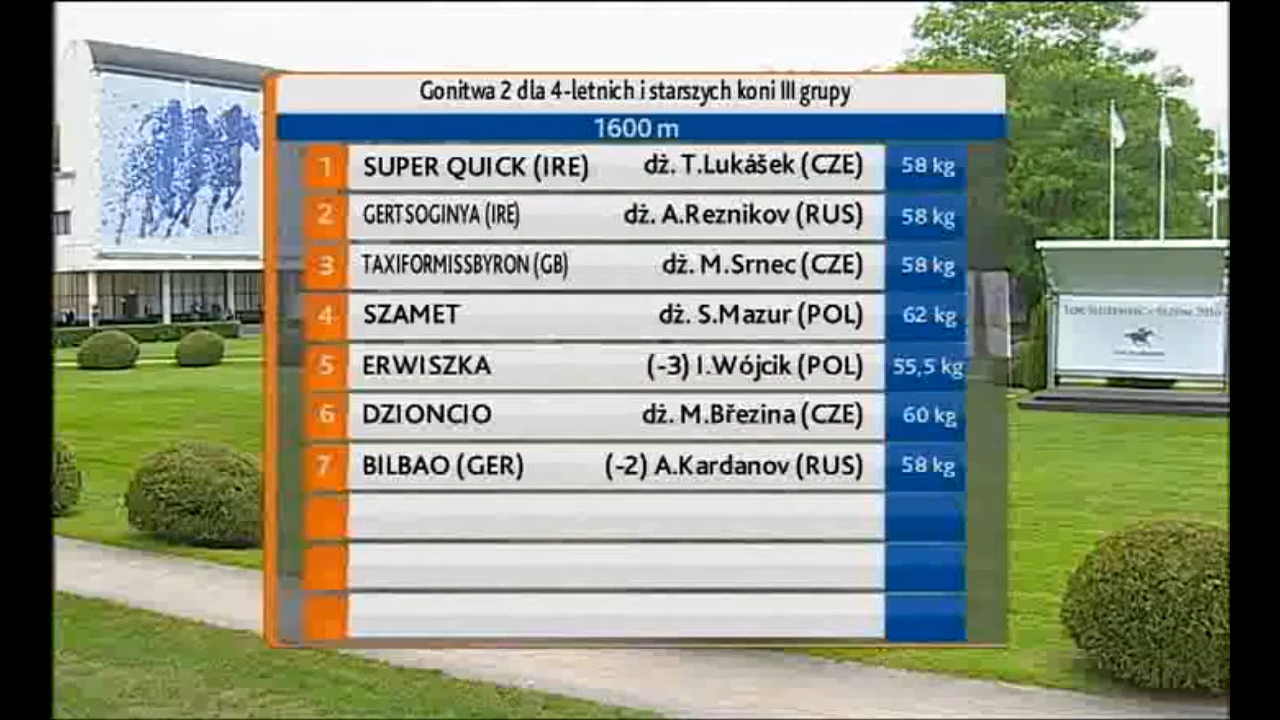 Gonitwa 2 dla 4-letnich i starszych koni III grupy
1600 m
1 SUPER QUICK (IRE) dż. T.Lukášek (CZE) 58 kg
2 GERTSOGINYA (IRE) dż. A.Reznikov (RUS) 58 kg
3 TAXIFORMISSBYRON (GB) dż. M.Srnec (CZE) 58 kg
4 SZAMET dż. S.Mazur (POL) 62 kg
5 ERWISZKA (-3) I.Wójcik (POL) 55,5 kg
6 DZIONCIO dż. M.Březina (CZE) 60 kg
7 BILBAO (GER) (-2) A.Kardanov (RUS) 58 kg